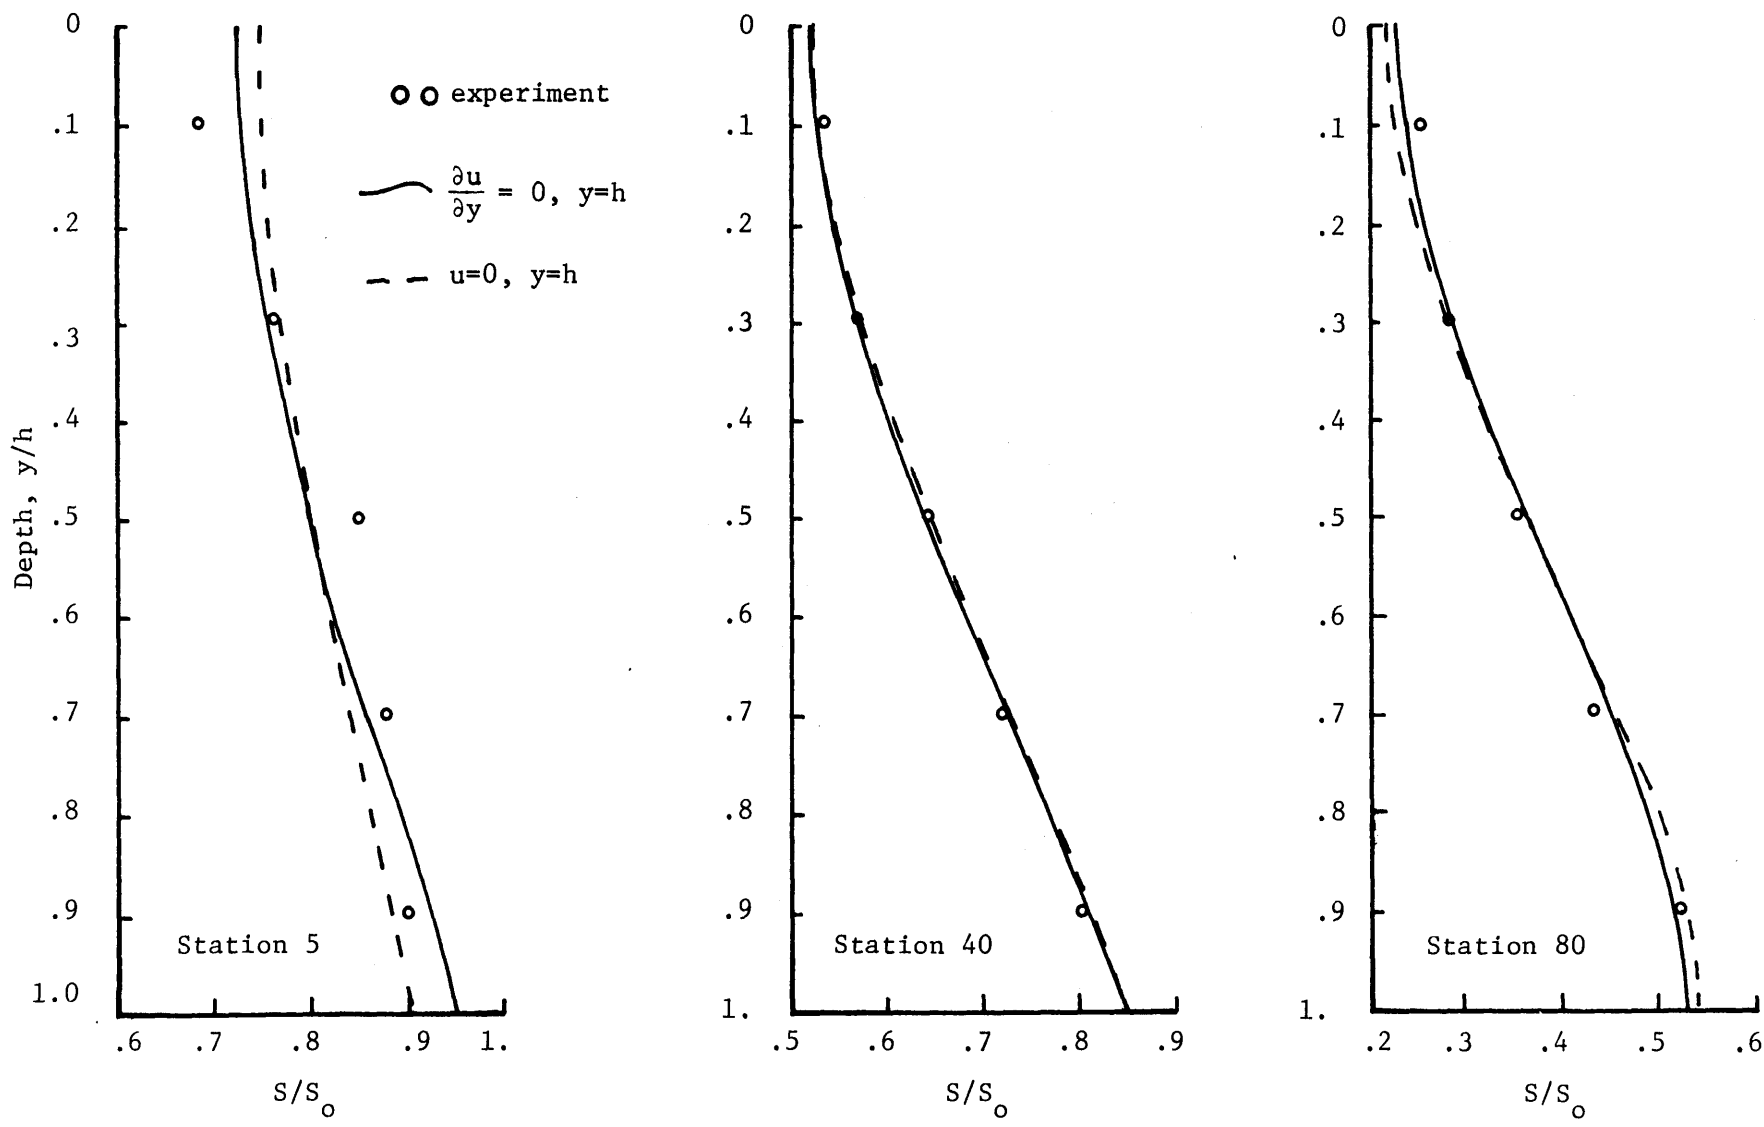 Depth, y/h
0
.1
.2
.3
.4
.5
.6
.7
.8
.9
1.0
.6 .7 .8 .9 1.
S/So
Station 5
experiment
∂u/∂y = 0, y=h
u=0, y=h
0
.1
.2
.3
.4
.5
.6
.7
.8
.9
1.
.5 .6 .7 .8 .9
S/So
Station 40
0
.1
.2
.3
.4
.5
.6
.7
.8
.9
1.
.2 .3 .4 .5 .6
S/So
Station 80